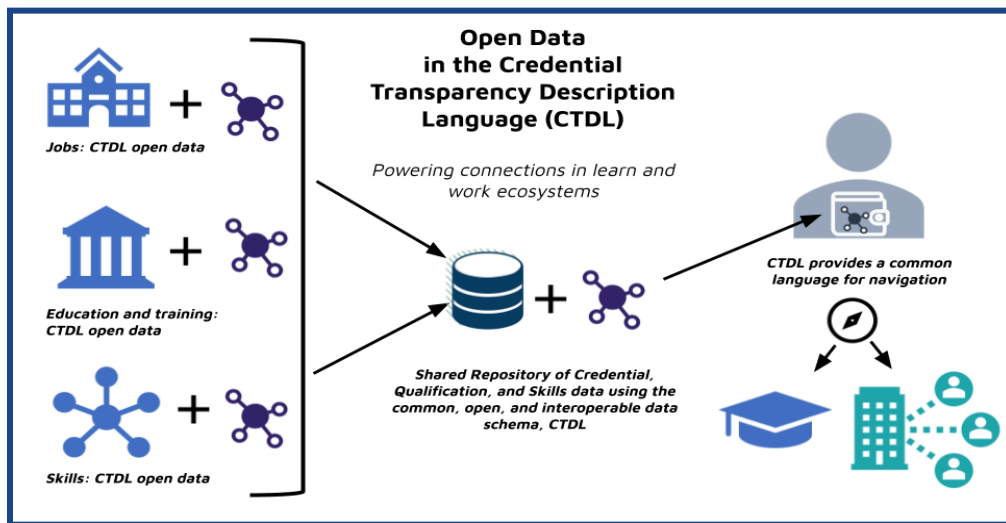 Open Data
in the Credential
Transparency Description
Language (CTDL)
Powering connections in learn and
work ecosystems
Jobs: CTDL open data
Education and training:
CTDL open data
Skills: CTDL open data
Shared Repository of Credential,
Qualification, and Skills data using the
common, open, and interoperable data
schema, CTDL
CTDL provides a common
language for navigation